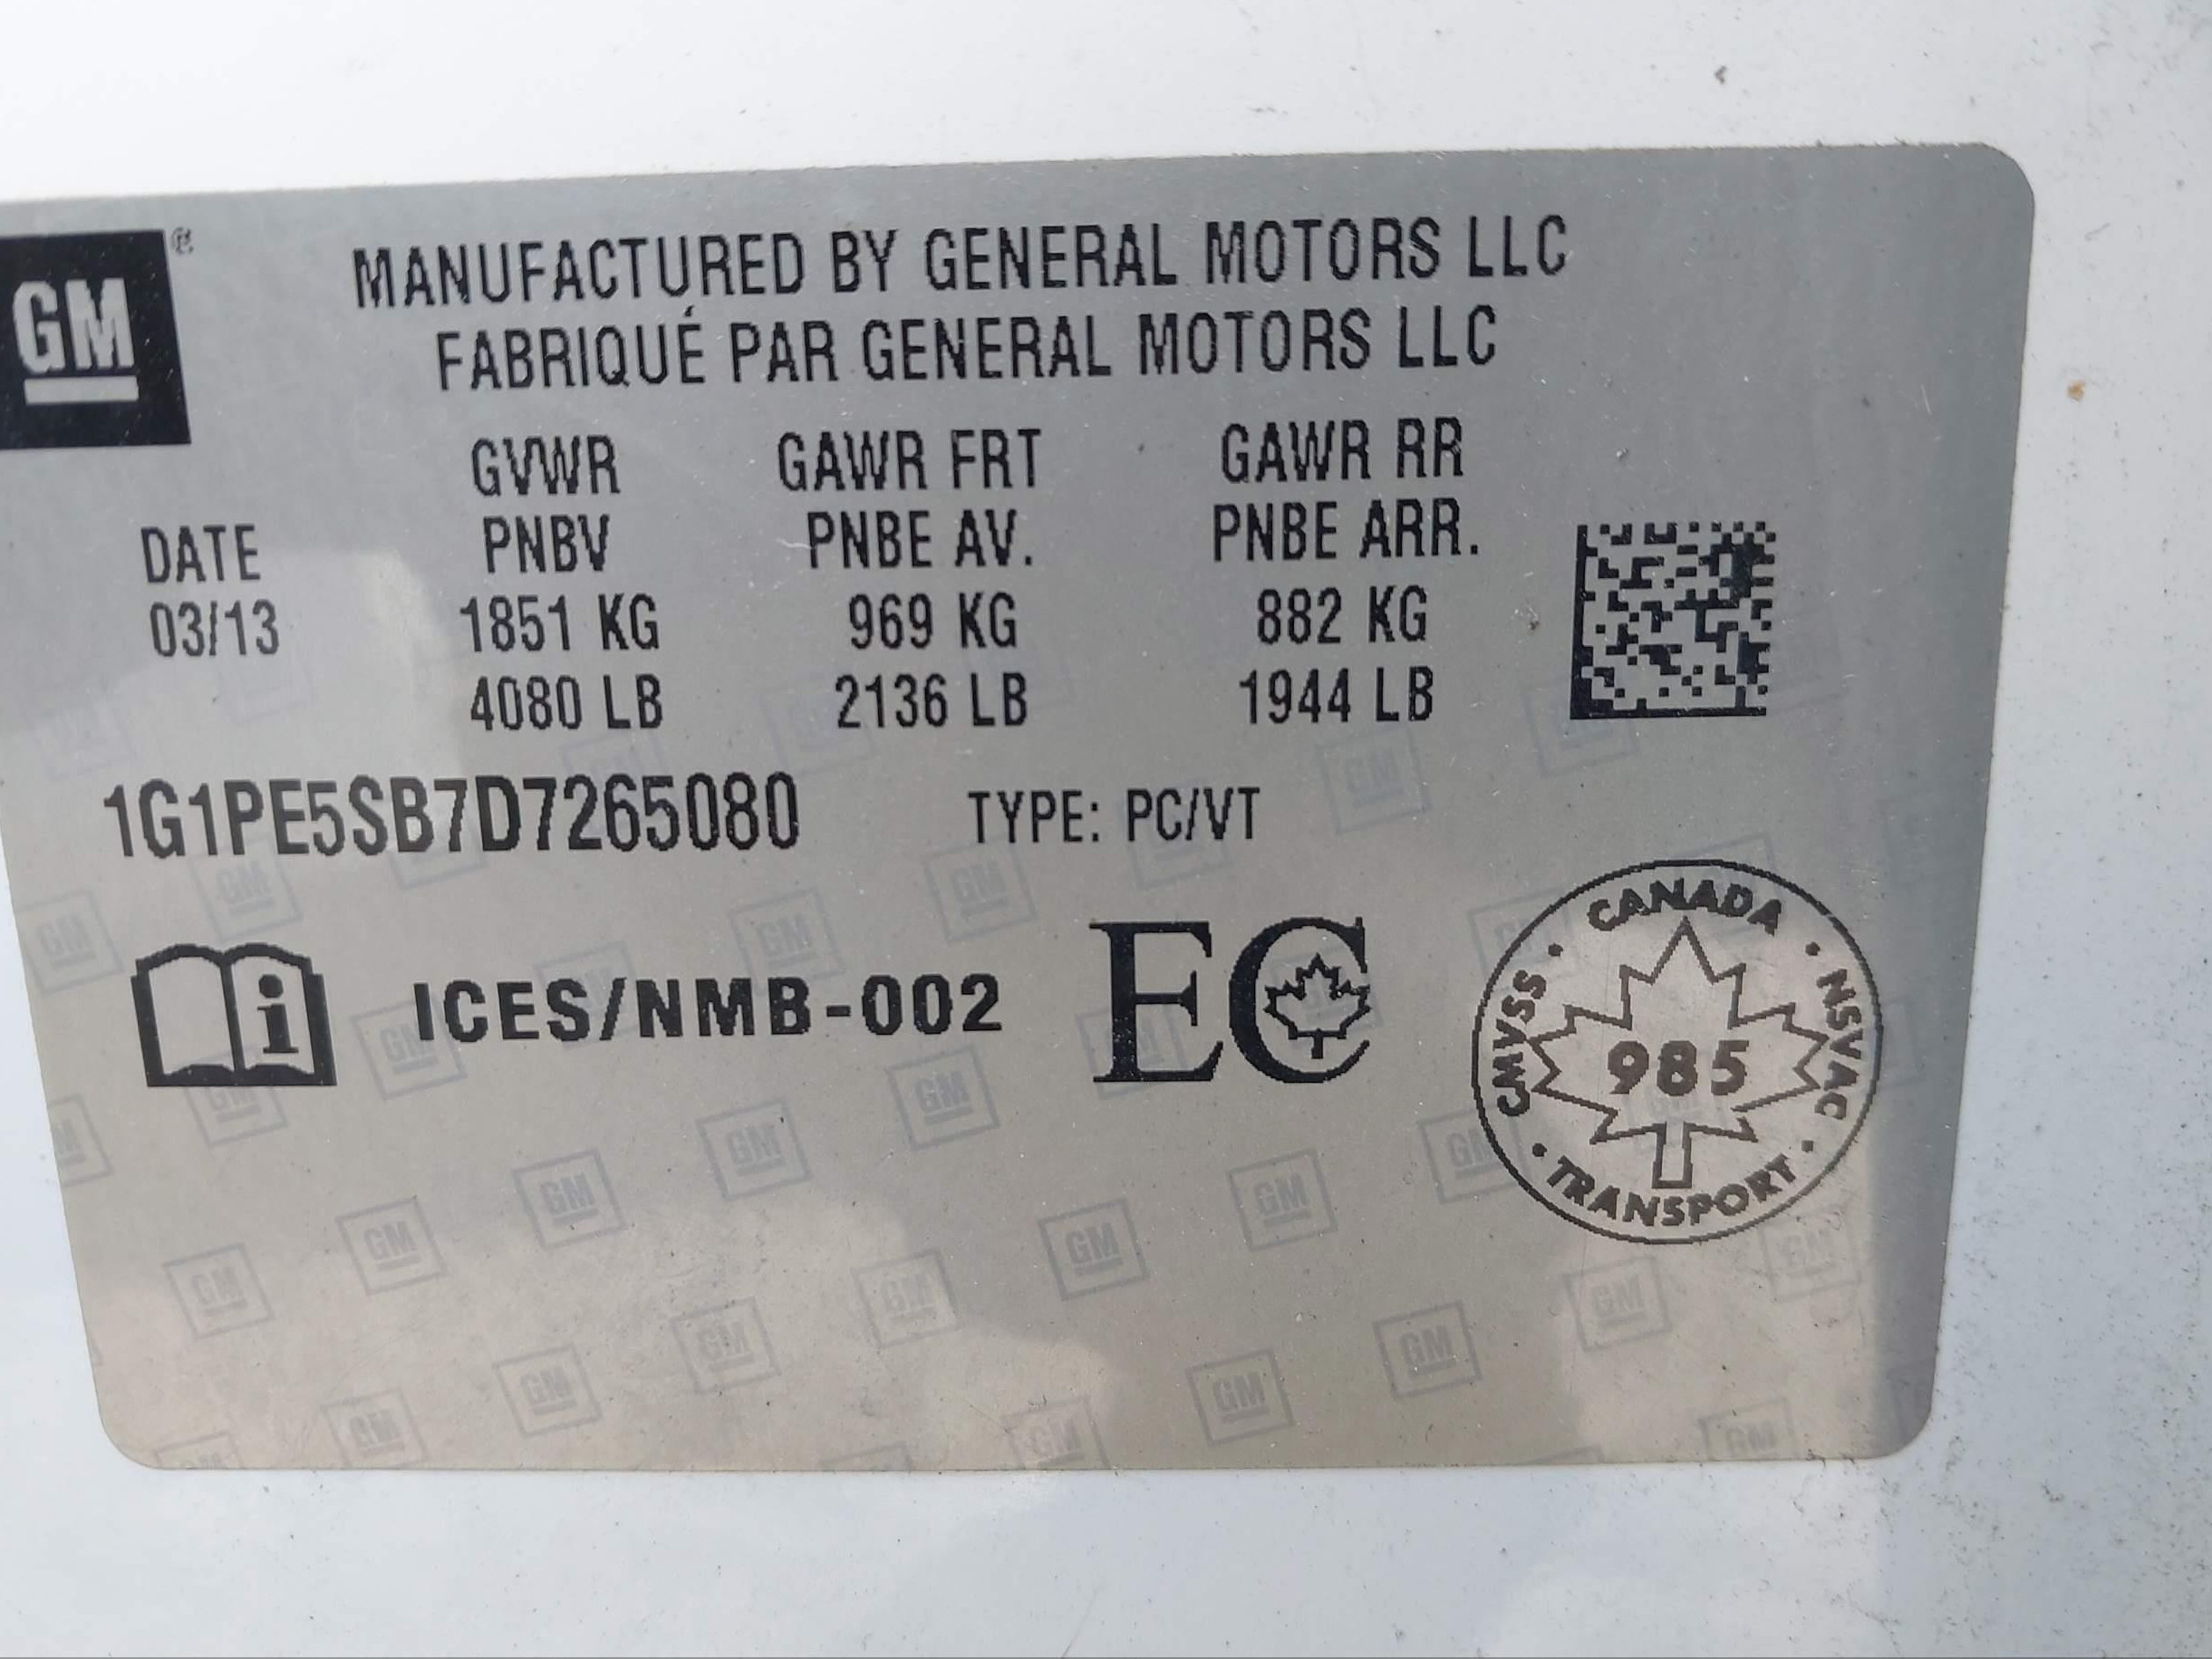 GM ®
MANUFACTURED BY GENERAL MOTORS LLC
FABRIQUÉ PAR GENERAL MOTORS LLC
GVWR GAWR FRT GAWR RR
DATE PNBV PNBE AV. PNBE ARR.
03/13 1851 KG 969 KG 882 KG
4080 LB 2136 LB 1944 LB
1G1PE5SB7D7265080 TYPE: PC/VT
i ICES/NMB-002 EC
CANADA · NSVAC · TRANSPORT · CMVSS ·
985